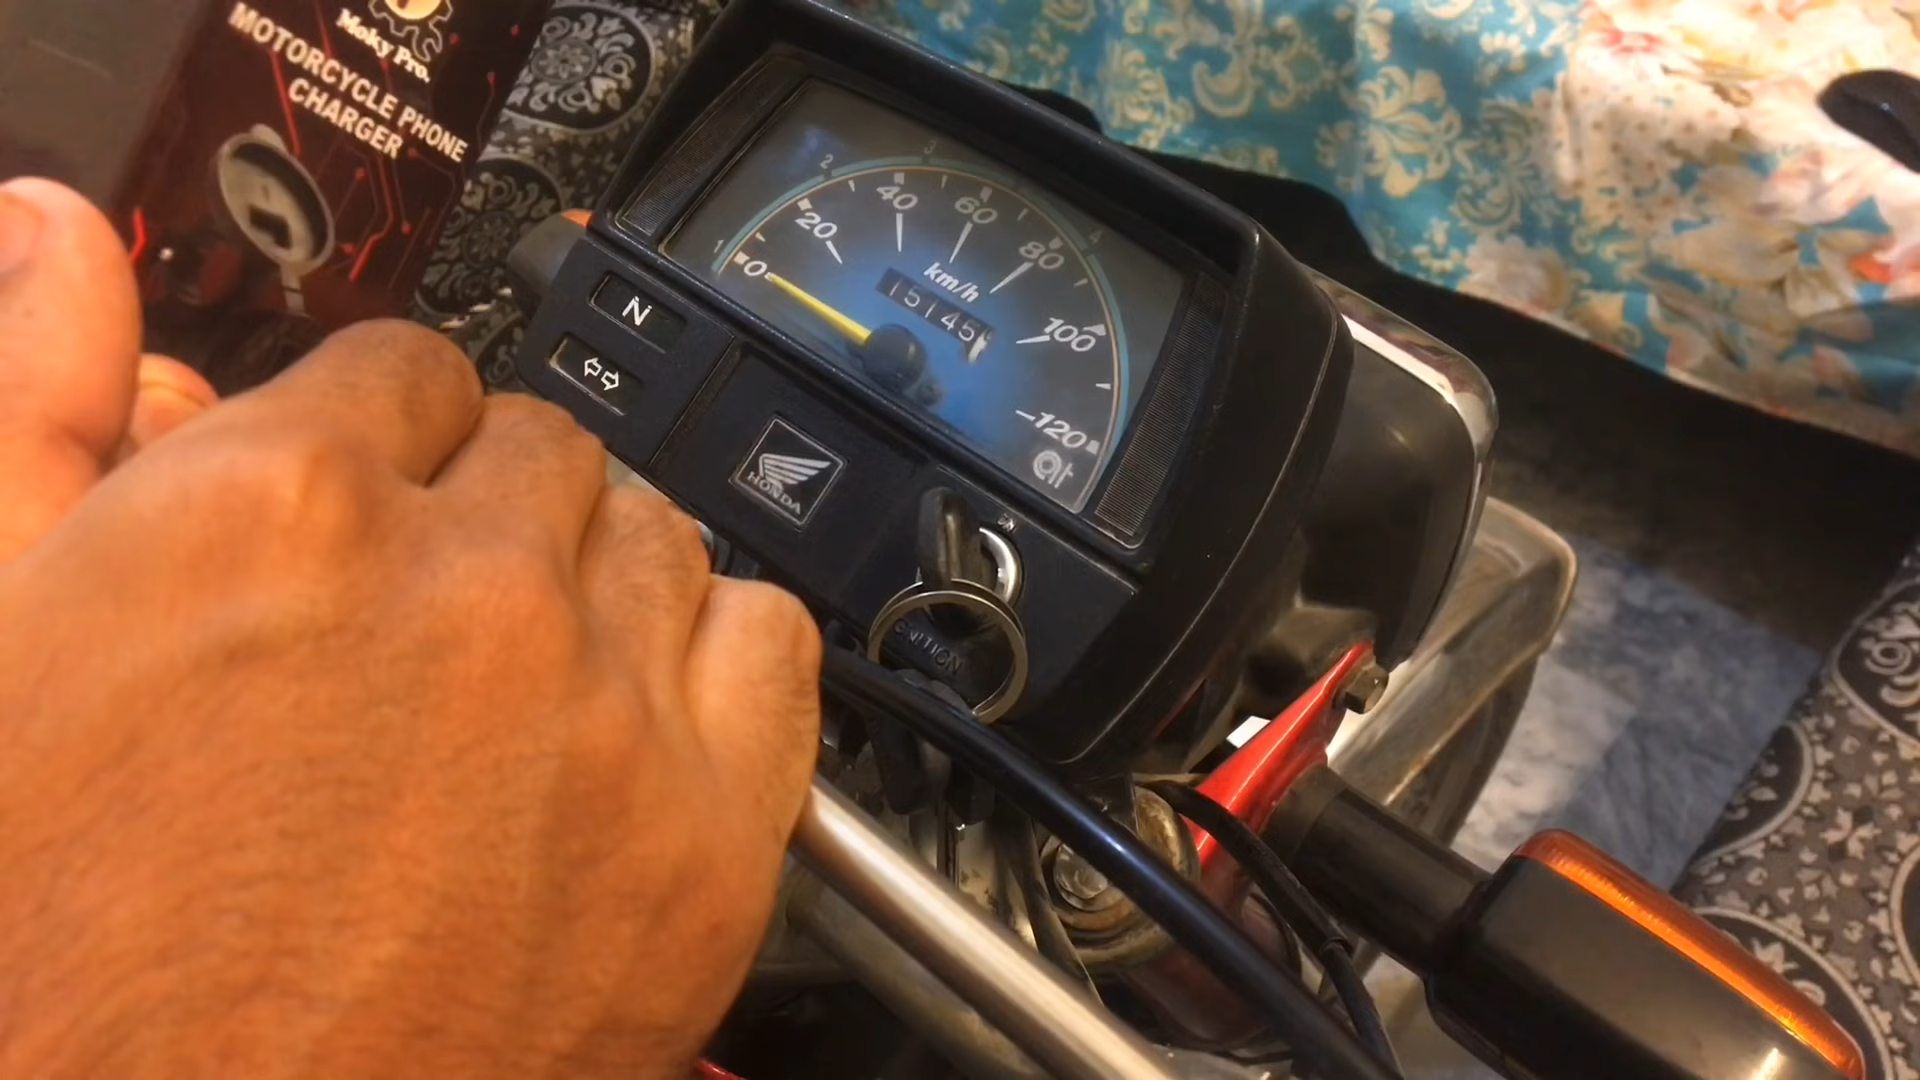 Moky Pro.
MOTORCYCLE PHONE
CHARGER
1 2 3 4
0 20 40 60 80 100 120
km/h
15145
N
HONDA
IGNITION